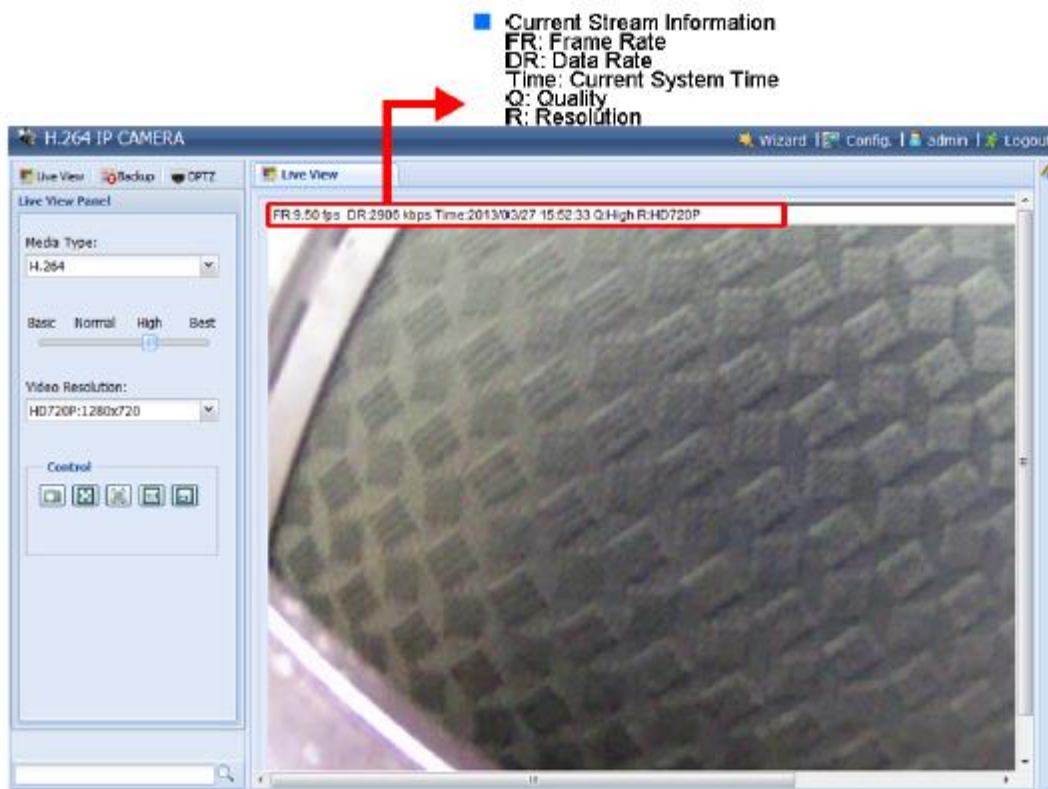 Current Stream Information
FR: Frame Rate
DR: Data Rate
Time: Current System Time
Q: Quality
R: Resolution
H.264 IP CAMERA
Wizard | Config. | admin | Logout
Live View Backup DPTZ
Live View
Live View Panel
FR:9.50 fps DR:2906 kbps Time:2013/03/27 15:52:33 Q:High R:HD720P
Media Type:
H.264
Basic Normal High Best
Video Resolution:
HD720P:1280x720
Control